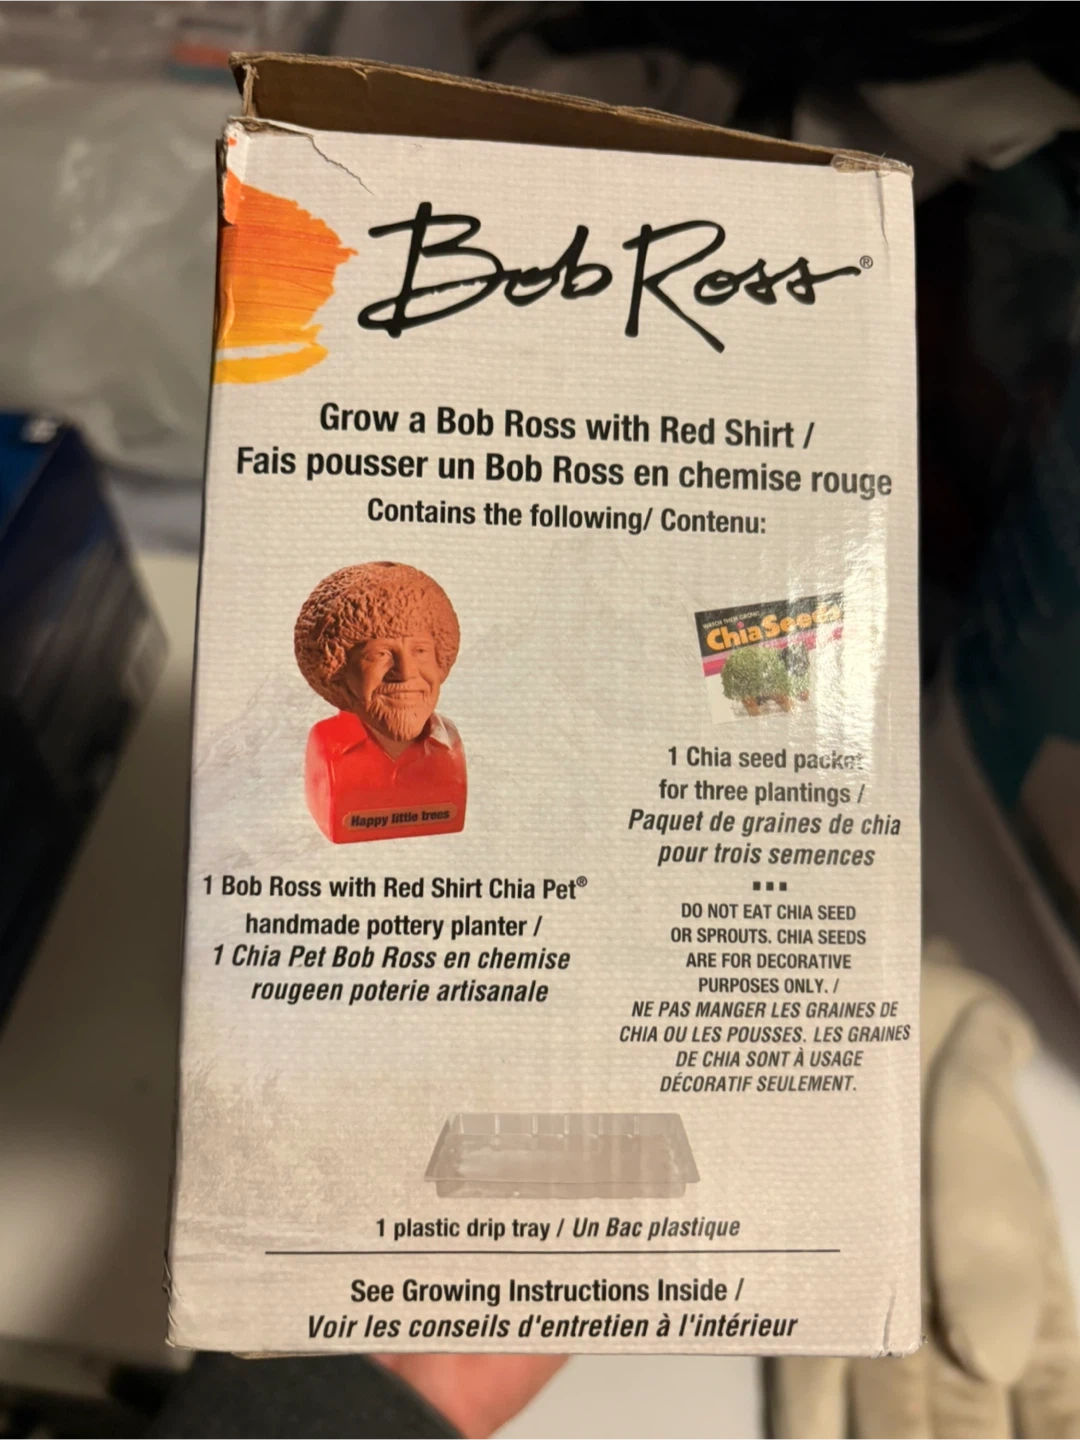 Bob Ross®
Grow a Bob Ross with Red Shirt /
Fais pousser un Bob Ross en chemise rouge
Contains the following/ Contenu:
WATCH THEM GROW!
Chia Seeds
Happy little trees
1 Bob Ross with Red Shirt Chia Pet®
handmade pottery planter /
1 Chia Pet Bob Ross en chemise
rougeen poterie artisanale
1 Chia seed packet
for three plantings /
Paquet de graines de chia
pour trois semences
DO NOT EAT CHIA SEED
OR SPROUTS. CHIA SEEDS
ARE FOR DECORATIVE
PURPOSES ONLY. /
NE PAS MANGER LES GRAINES DE
CHIA OU LES POUSSES. LES GRAINES
DE CHIA SONT À USAGE
DÉCORATIF SEULEMENT.
1 plastic drip tray / Un Bac plastique
See Growing Instructions Inside /
Voir les conseils d'entretien à l'intérieur